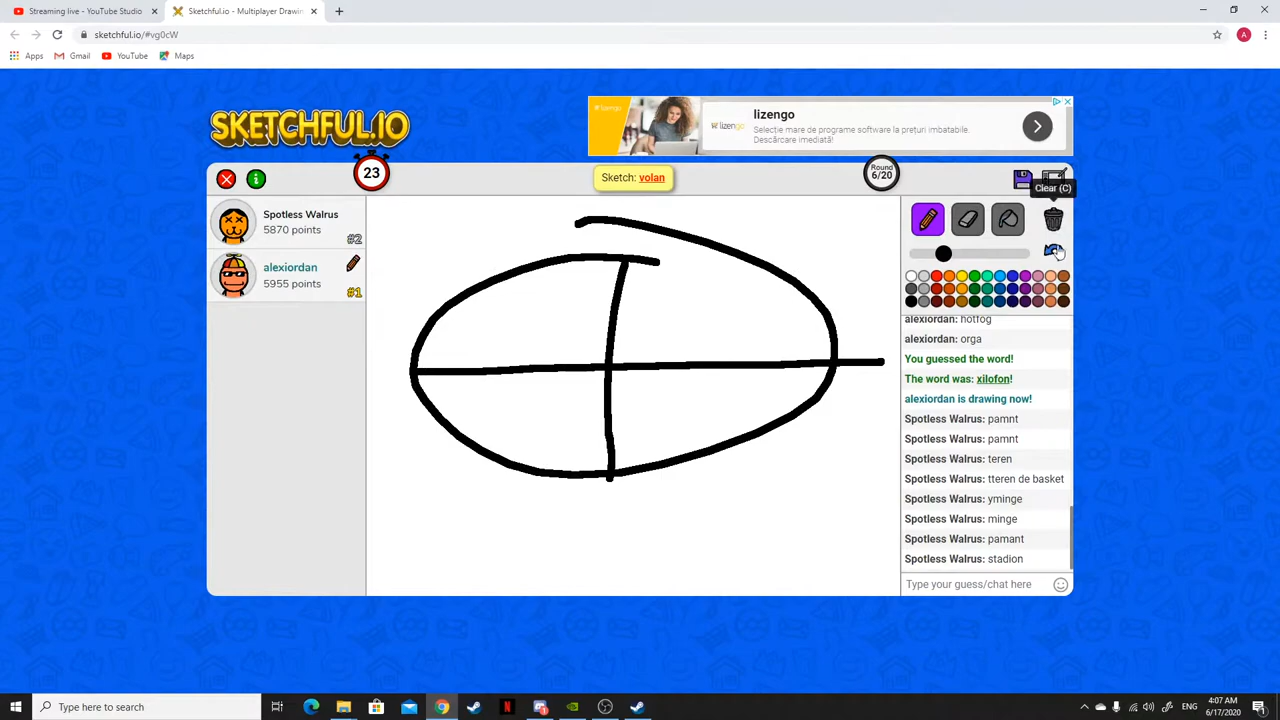 Streaming live - YouTube Studio
Sketchful.io - Multiplayer Drawin
sketchful.io/#vg0cW
A
Apps
Gmail
YouTube
Maps
SKETCHFUL.IO
lizengo
lizengo
Selecție mare de programe software la prețuri imbatabile.
Descărcare imediată!
23
Sketch: volan
Round
6/20
Clear (C)
Spotless Walrus
5870 points
#2
alexiordan
5955 points
#1
alexiordan: hotfog
alexiordan: orga
You guessed the word!
The word was: xilofon!
alexiordan is drawing now!
Spotless Walrus: pamnt
Spotless Walrus: pamnt
Spotless Walrus: teren
Spotless Walrus: tteren de basket
Spotless Walrus: yminge
Spotless Walrus: minge
Spotless Walrus: pamant
Spotless Walrus: stadion
Type your guess/chat here
Type here to search
4:07 AM
6/17/2020